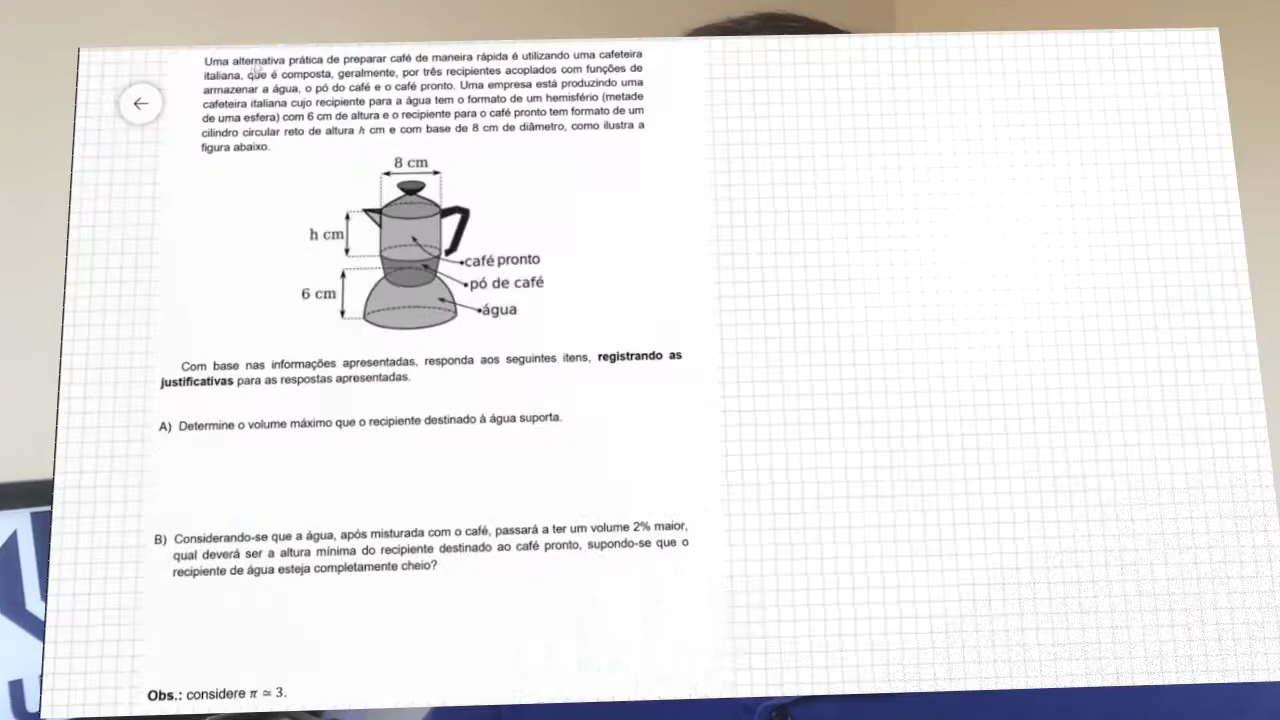 Uma alternativa prática de preparar café de maneira rápida é utilizando uma cafeteira
italiana, que é composta, geralmente, por três recipientes acoplados com funções de
armazenar a água, o pó do café e o café pronto. Uma empresa está produzindo uma
cafeteira italiana cujo recipiente para a água tem o formato de um hemisfério (metade
de uma esfera) com 6 cm de altura e o recipiente para o café pronto tem formato de um
cilindro circular reto de altura h cm e com base de 8 cm de diâmetro, como ilustra a
figura abaixo.
8 cm
h cm
café pronto
pó de café
6 cm
água
Com base nas informações apresentadas, responda aos seguintes itens, registrando as
justificativas para as respostas apresentadas.
A) Determine o volume máximo que o recipiente destinado à água suporta.
B) Considerando-se que a água, após misturada com o café, passará a ter um volume 2% maior,
qual deverá ser a altura mínima do recipiente destinado ao café pronto, supondo-se que o
recipiente de água esteja completamente cheio?
Obs.: considere π ≃ 3.